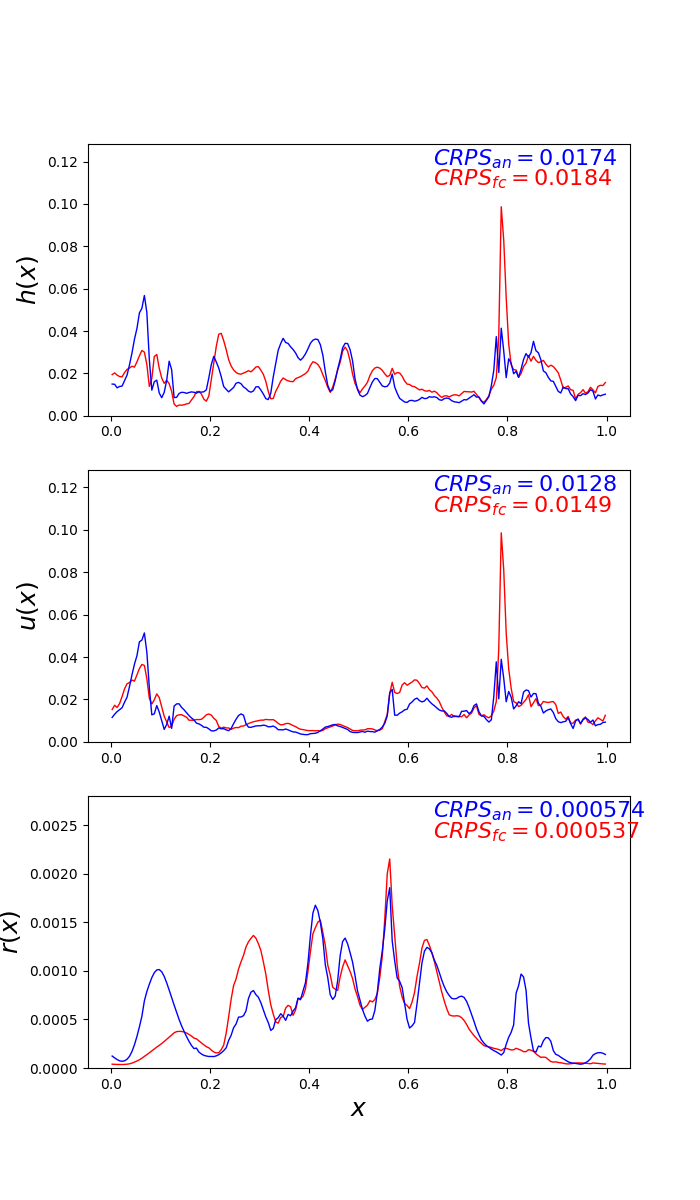 CRPS_an = 0.0174
CRPS_fc = 0.0184
0.12
0.10
0.08
0.06
0.04
0.02
0.00
h(x)
0.0 0.2 0.4 0.6 0.8 1.0
CRPS_an = 0.0128
CRPS_fc = 0.0149
0.12
0.10
0.08
0.06
0.04
0.02
0.00
u(x)
0.0 0.2 0.4 0.6 0.8 1.0
CRPS_an = 0.000574
CRPS_fc = 0.000537
0.0025
0.0020
0.0015
0.0010
0.0005
0.0000
r(x)
0.0 0.2 0.4 0.6 0.8 1.0
x